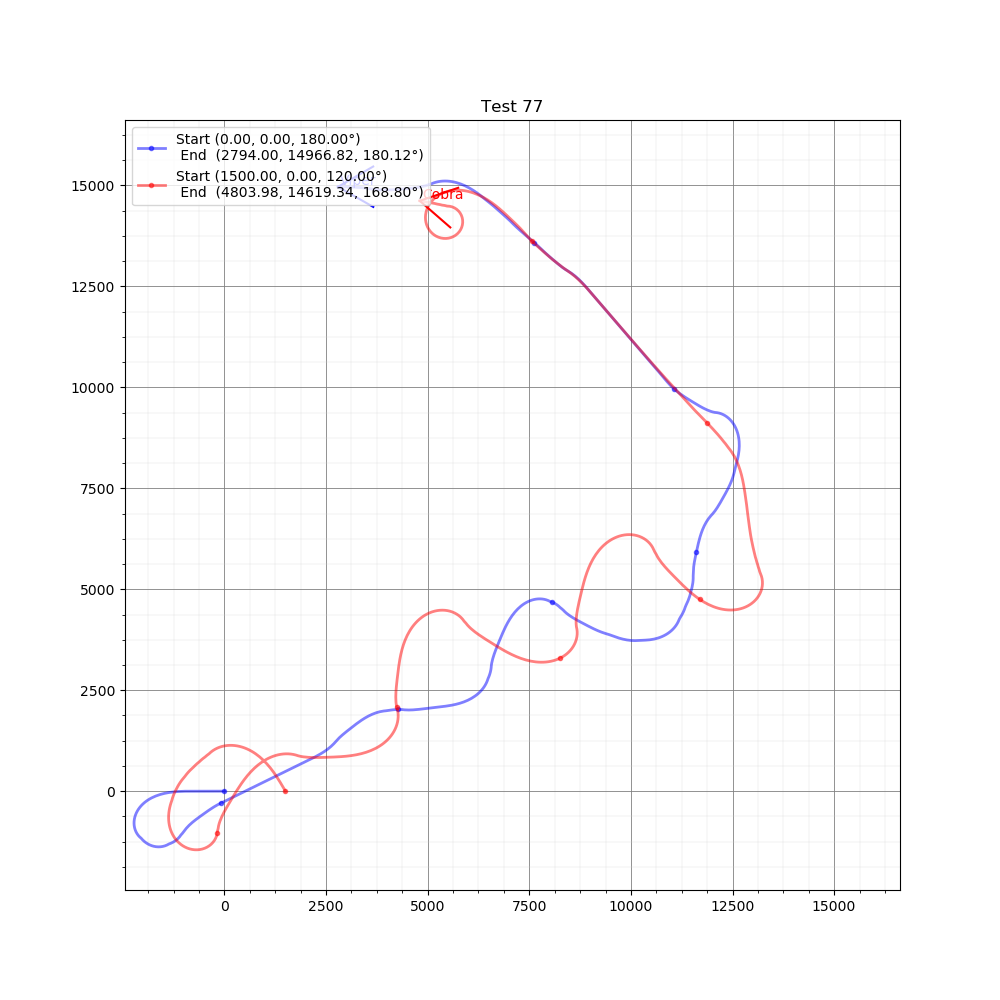 Test 77
Start (0.00, 0.00, 180.00°)
End (2794.00, 14966.82, 180.12°)
Start (1500.00, 0.00, 120.00°)
End (4803.98, 14619.34, 168.80°)
Cobra
15000
12500
10000
7500
5000
2500
0
0 2500 5000 7500 10000 12500 15000